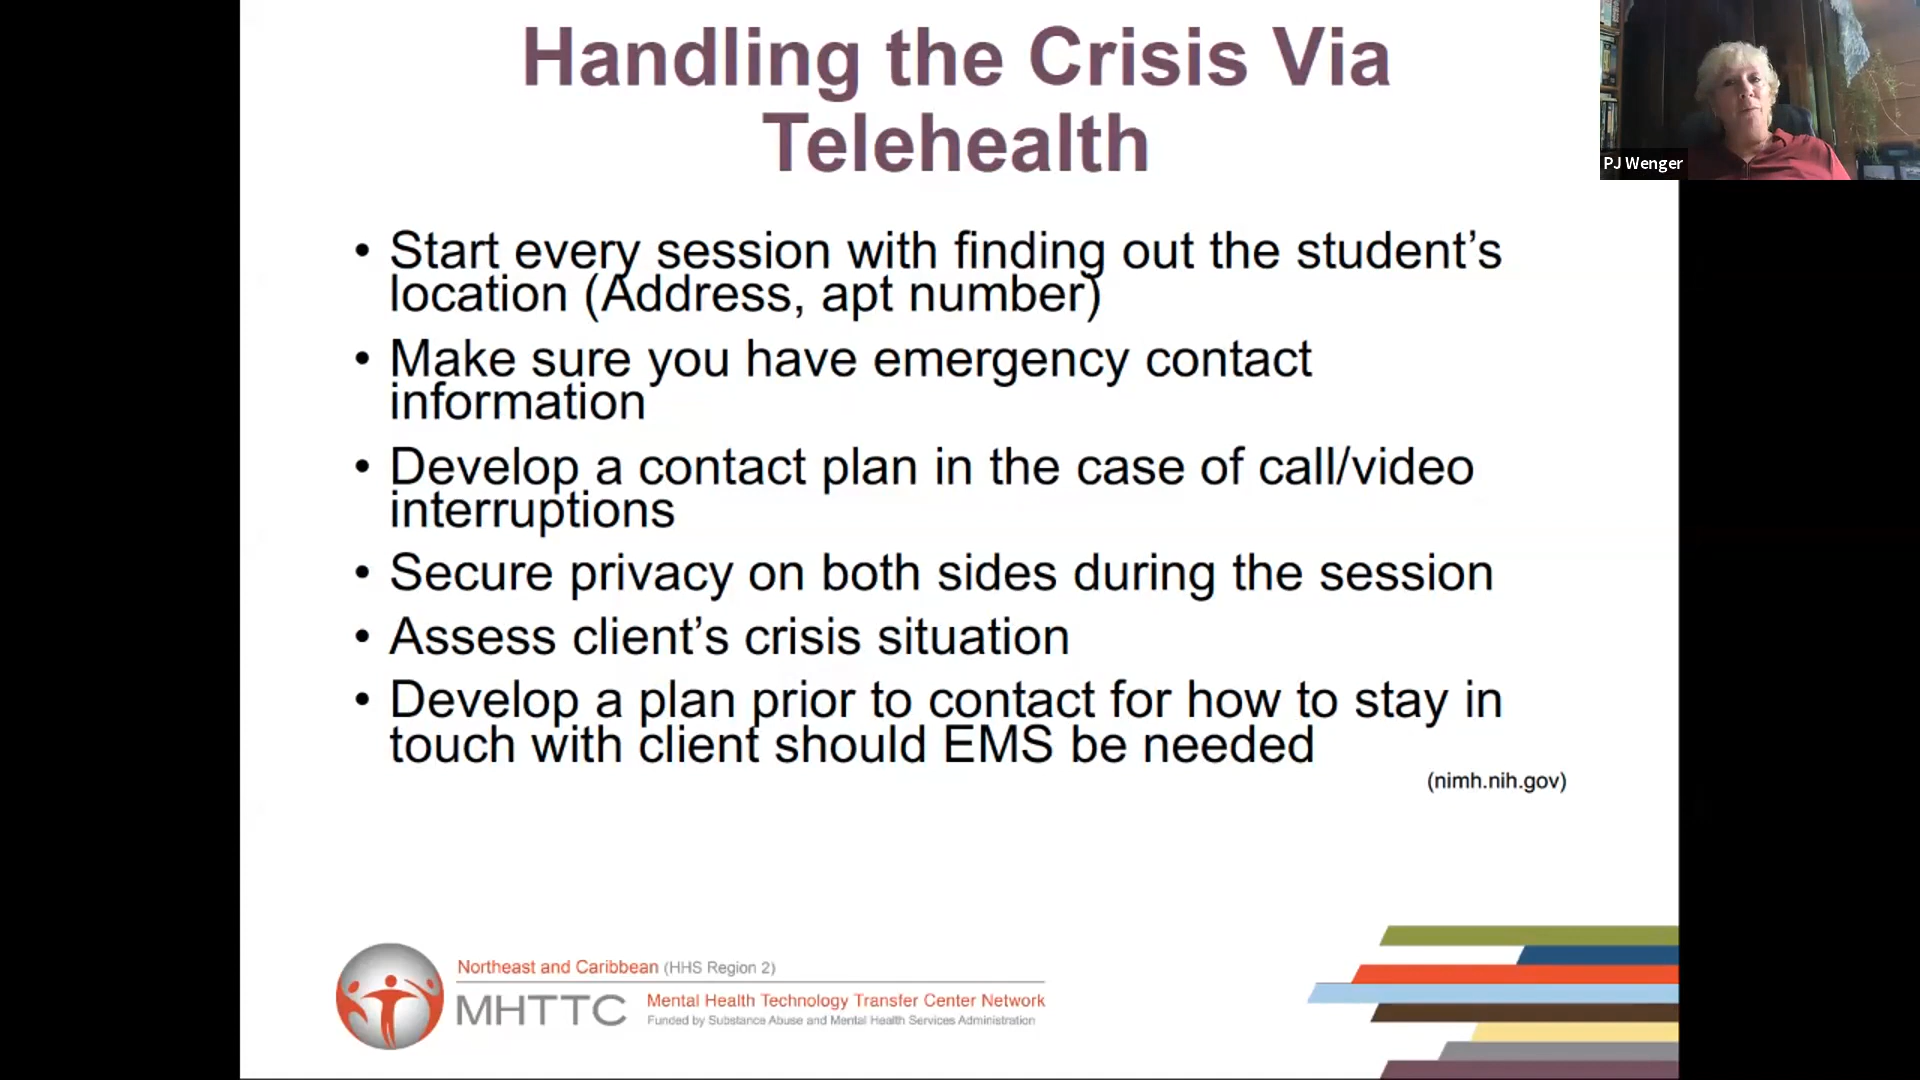 Handling the Crisis Via
Telehealth
PJ Wenger
• Start every session with finding out the student’s
location (Address, apt number)
• Make sure you have emergency contact
information
• Develop a contact plan in the case of call/video
interruptions
• Secure privacy on both sides during the session
• Assess client’s crisis situation
• Develop a plan prior to contact for how to stay in
touch with client should EMS be needed
(nimh.nih.gov)
Northeast and Caribbean (HHS Region 2)
MHTTC
Mental Health Technology Transfer Center Network
Funded by Substance Abuse and Mental Health Services Administration